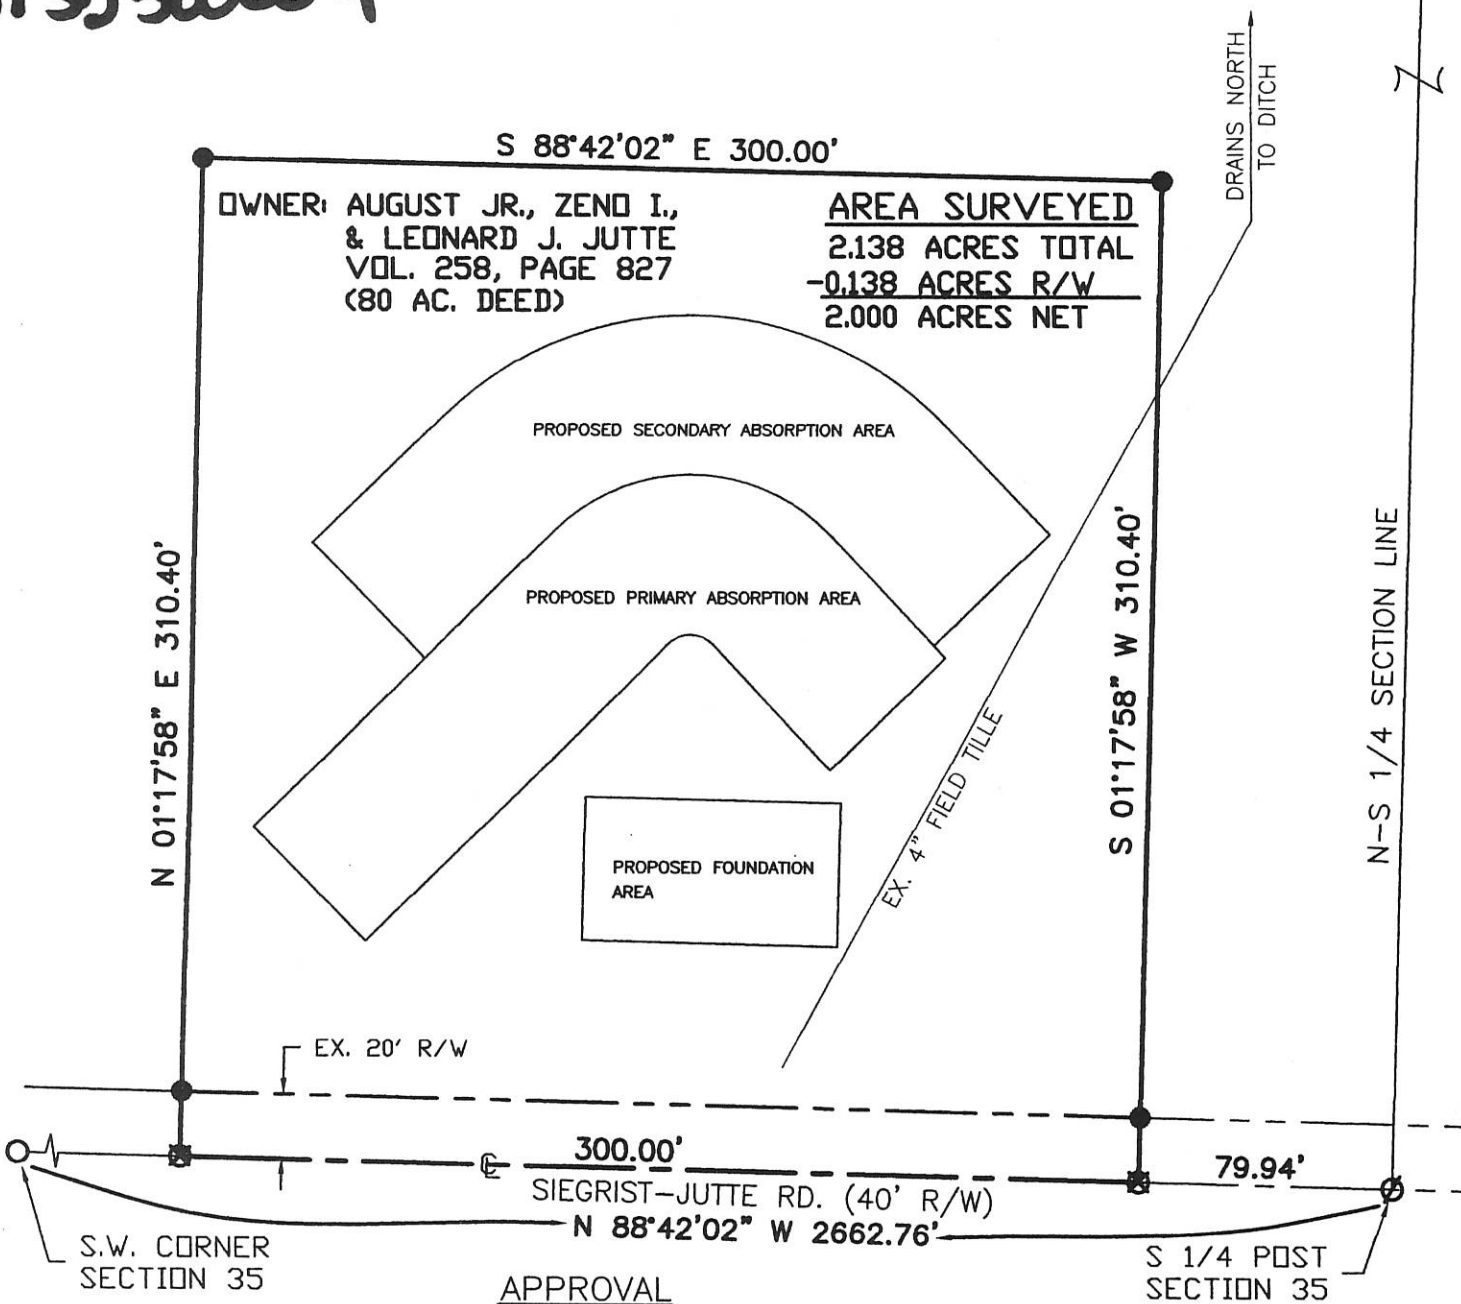 DRAINS NORTH
TO DITCH
S 88°42'02" E 300.00'
OWNER: AUGUST JR., ZENO I.,
& LEONARD J. JUTTE
VOL. 258, PAGE 827
(80 AC. DEED)
AREA SURVEYED
2.138 ACRES TOTAL
-0.138 ACRES R/W
2.000 ACRES NET
PROPOSED SECONDARY ABSORPTION AREA
PROPOSED PRIMARY ABSORPTION AREA
N 01°17'58" E 310.40'
S 01°17'58" W 310.40'
N-S 1/4 SECTION LINE
EX. 4" FIELD TILLE
PROPOSED FOUNDATION
AREA
EX. 20' R/W
300.00'
79.94'
SIEGRIST-JUTTE RD. (40' R/W)
N 88°42'02" W 2662.76'
S.W. CORNER
SECTION 35
S 1/4 POST
SECTION 35
APPROVAL